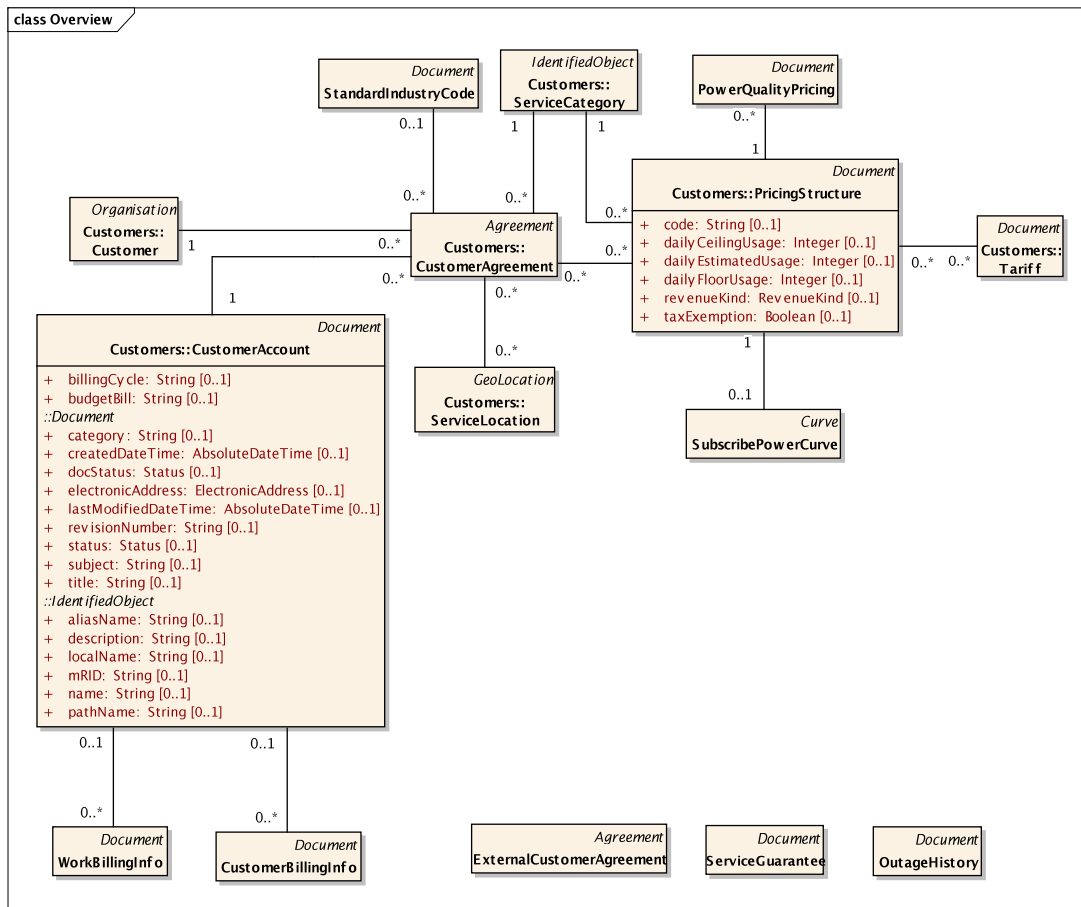 class Overview
Document
StandardIndustryCode
0..1
0..*
IdentifiedObject
Customers::
ServiceCategory
1
1
0..*
0..*
Document
PowerQualityPricing
0..*
1
Organisation
Customers::
Customer
1
0..*
Agreement
Customers::
CustomerAgreement
0..*
0..*
0..*
0..*
Document
Customers::PricingStructure
+ code: String [0..1]
+ dailyCeilingUsage: Integer [0..1]
+ dailyEstimatedUsage: Integer [0..1]
+ dailyFloorUsage: Integer [0..1]
+ revenueKind: RevenueKind [0..1]
+ taxExemption: Boolean [0..1]
0..*
0..*
Document
Customers::
Tariff
1
0..1
Curve
SubscribePowerCurve
0..*
GeoLocation
Customers::
ServiceLocation
1
Document
Customers::CustomerAccount
+ billingCycle: String [0..1]
+ budgetBill: String [0..1]
::Document
+ category: String [0..1]
+ createdDateTime: AbsoluteDateTime [0..1]
+ docStatus: Status [0..1]
+ electronicAddress: ElectronicAddress [0..1]
+ lastModifiedDateTime: AbsoluteDateTime [0..1]
+ revisionNumber: String [0..1]
+ status: Status [0..1]
+ subject: String [0..1]
+ title: String [0..1]
::IdentifiedObject
+ aliasName: String [0..1]
+ description: String [0..1]
+ localName: String [0..1]
+ mRID: String [0..1]
+ name: String [0..1]
+ pathName: String [0..1]
0..1
0..1
0..*
0..*
Document
WorkBillingInfo
Document
CustomerBillingInfo
Agreement
ExternalCustomerAgreement
Document
ServiceGuarantee
Document
OutageHistory